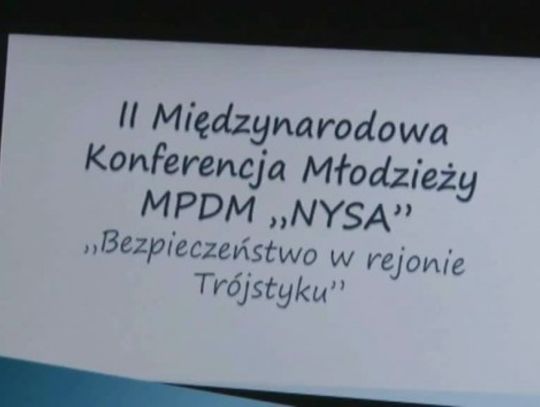 II Międzynarodowa
Konferencja Młodzieży
MPDM „NYSA”
„Bezpieczeństwo w rejonie
Trójstyku”